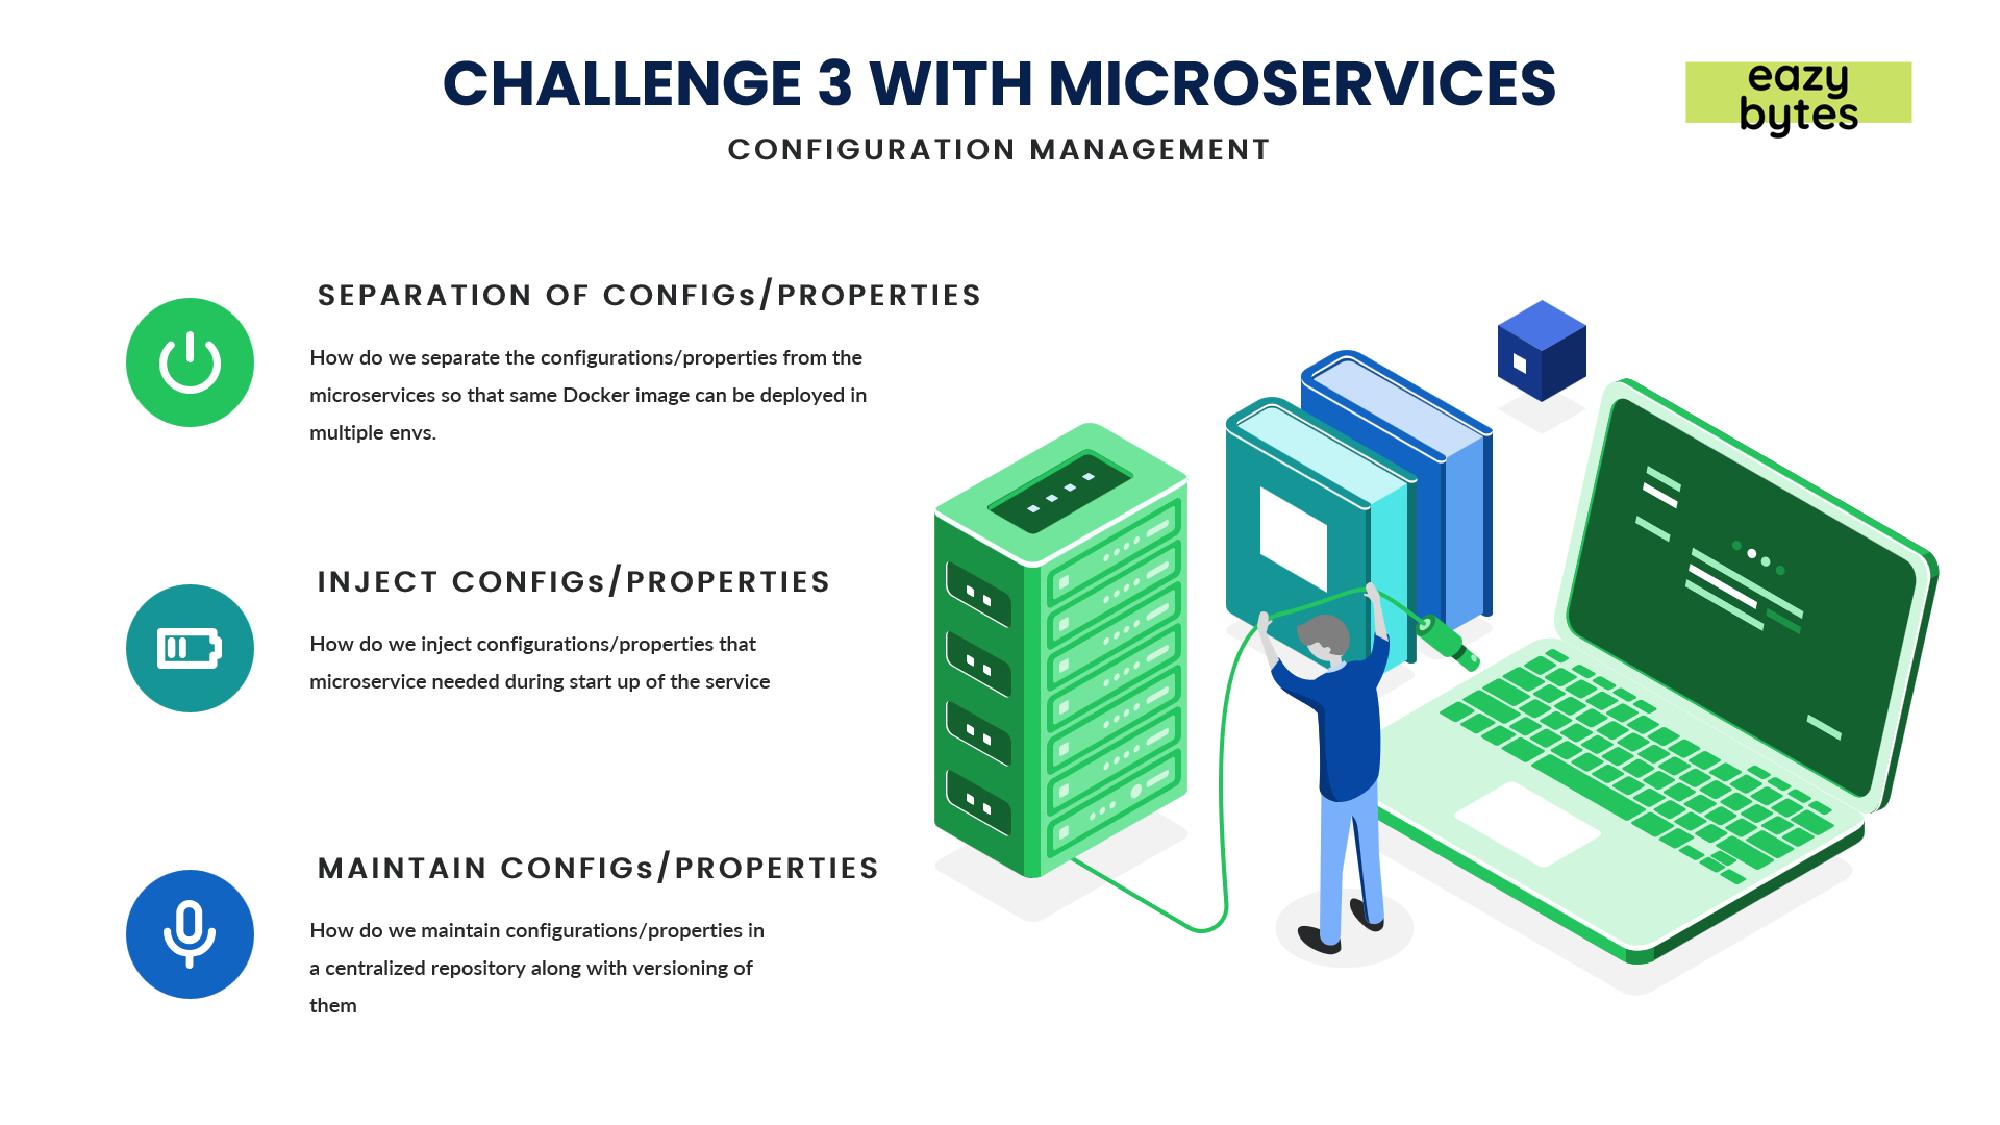 CHALLENGE 3 WITH MICROSERVICES
eazy
bytes
CONFIGURATION MANAGEMENT
SEPARATION OF CONFIGs/PROPERTIES
How do we separate the configurations/properties from the
microservices so that same Docker image can be deployed in
multiple envs.
INJECT CONFIGs/PROPERTIES
How do we inject configurations/properties that
microservice needed during start up of the service
MAINTAIN CONFIGs/PROPERTIES
How do we maintain configurations/properties in
a centralized repository along with versioning of
them